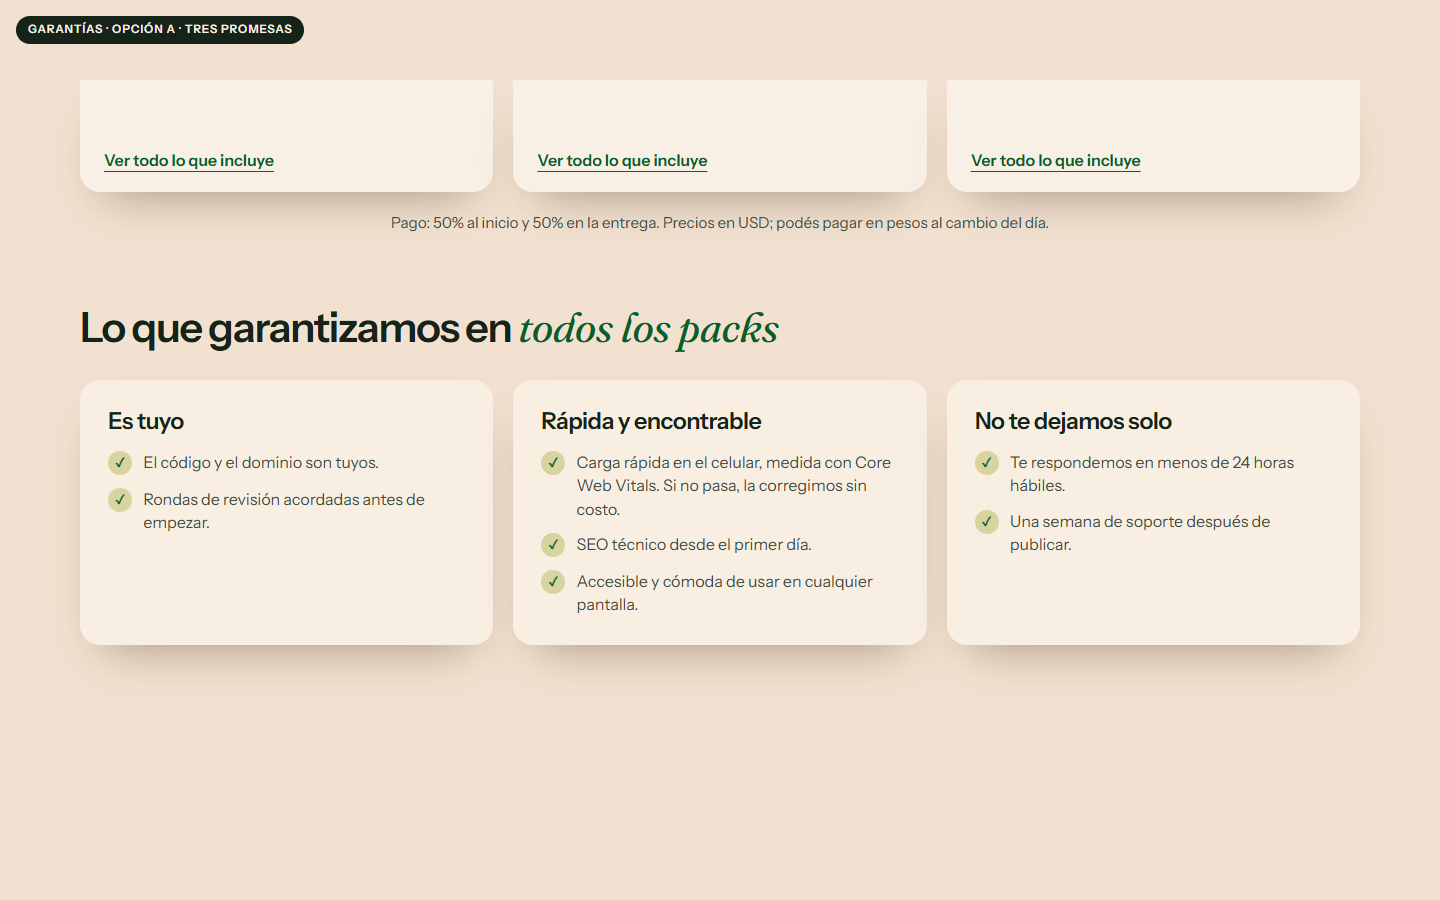 GARANTÍAS · OPCIÓN A · TRES PROMESAS
Ver todo lo que incluye
Ver todo lo que incluye
Ver todo lo que incluye
Pago: 50% al inicio y 50% en la entrega. Precios en USD; podés pagar en pesos al cambio del día.
Lo que garantizamos en todos los packs
Es tuyo
✓ El código y el dominio son tuyos.
✓ Rondas de revisión acordadas antes de
empezar.
Rápida y encontrable
✓ Carga rápida en el celular, medida con Core
Web Vitals. Si no pasa, la corregimos sin
costo.
✓ SEO técnico desde el primer día.
✓ Accesible y cómoda de usar en cualquier
pantalla.
No te dejamos solo
✓ Te respondemos en menos de 24 horas
hábiles.
✓ Una semana de soporte después de
publicar.